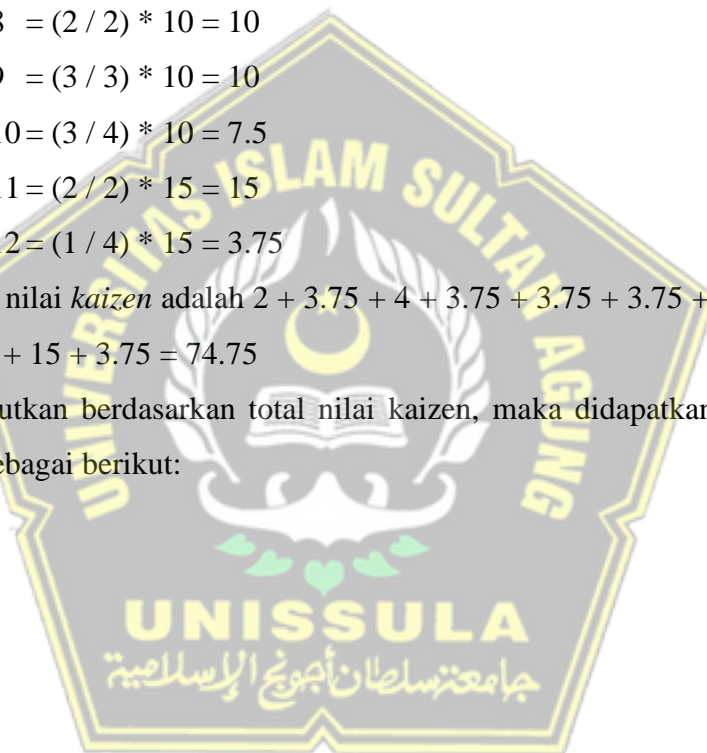 8 = (2 / 2) * 10 = 10
9 = (3 / 3) * 10 = 10
10 = (3 / 4) * 10 = 7.5
11 = (2 / 2) * 15 = 15
12 = (1 / 4) * 15 = 3.75
nilai kaizen adalah 2 + 3.75 + 4 + 3.75 + 3.75 + 3.75 +
+ 15 + 3.75 = 74.75
utkan berdasarkan total nilai kaizen, maka didapatkan
ebagai berikut:
UNIVERSITAS ISLAM SULTAN AGUNG
UNISSULA
جامعة سلطان أجونج الإسلامية